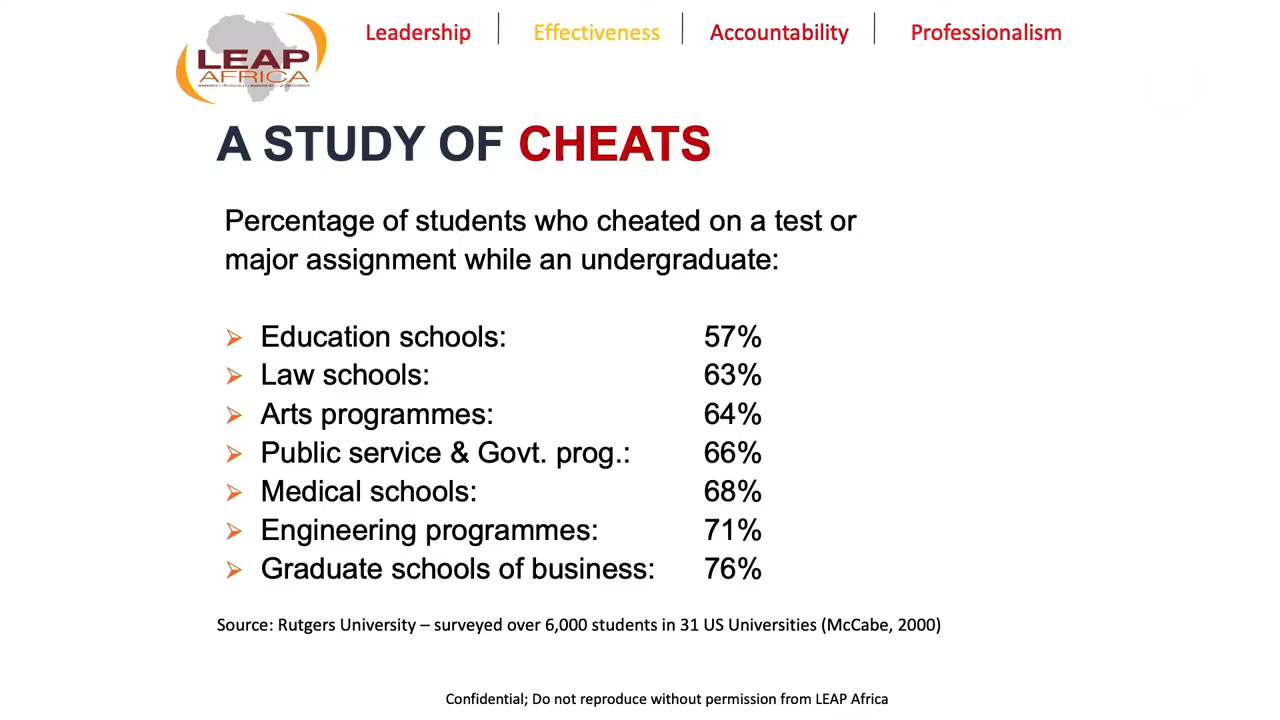 LEAP
AFRICA
Leadership | Effectiveness | Accountability | Professionalism
A STUDY OF CHEATS
Percentage of students who cheated on a test or
major assignment while an undergraduate:
➢ Education schools: 57%
➢ Law schools: 63%
➢ Arts programmes: 64%
➢ Public service & Govt. prog.: 66%
➢ Medical schools: 68%
➢ Engineering programmes: 71%
➢ Graduate schools of business: 76%
Source: Rutgers University – surveyed over 6,000 students in 31 US Universities (McCabe, 2000)
Confidential; Do not reproduce without permission from LEAP Africa